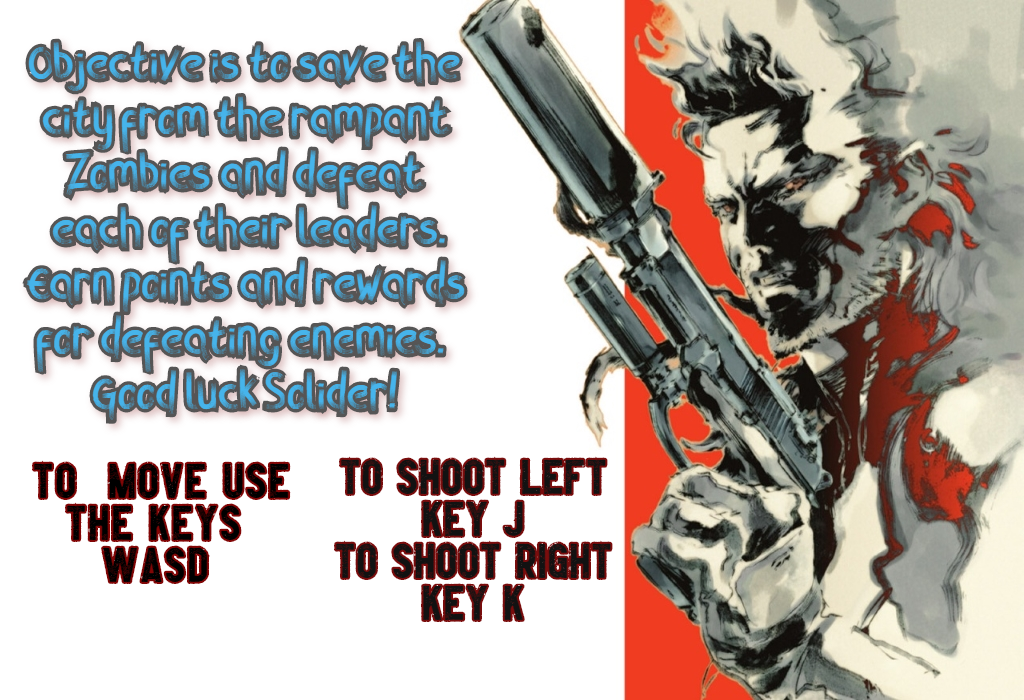 Objective is to save the
city from the rampant
Zombies and defeat
each of their leaders.
Earn points and rewards
for defeating enemies.
Good luck Solider!
TO MOVE USE
THE KEYS
WASD
TO SHOOT LEFT
KEY J
TO SHOOT RIGHT
KEY K